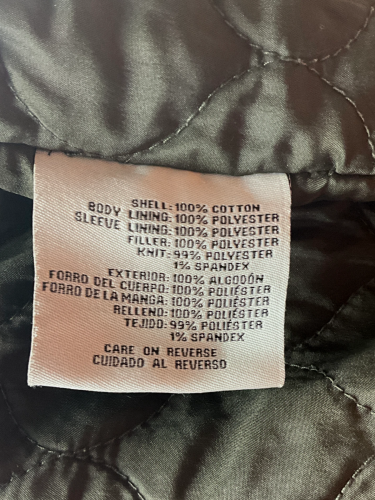 SHELL: 100% COTTON
BODY LINING: 100% POLYESTER
SLEEVE LINING: 100% POLYESTER
FILLER: 100% POLYESTER
KNIT: 99% POLYESTER
1% SPANDEX
EXTERIOR: 100% ALGODÓN
FORRO DEL CUERPO: 100% POLIÉSTER
FORRO DE LA MANGA: 100% POLIÉSTER
RELLENO: 100% POLIÉSTER
TEJIDO: 99% POLIÉSTER
1% SPANDEX
CARE ON REVERSE
CUIDADO AL REVERSO